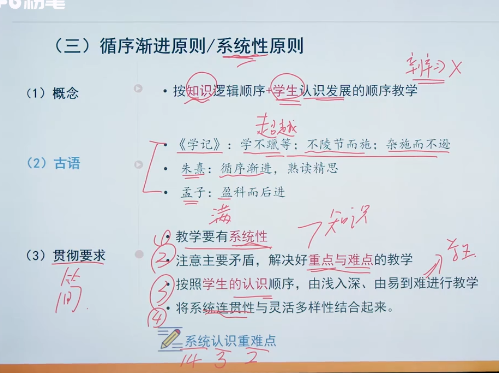 粉笔
（三）循序渐进原则/系统性原则
辨习X
（1）概念
• 按知识逻辑顺序+学生认识发展的顺序教学
超越
• 《学记》：学不躐等；不陵节而施；杂施而不逊
（2）古语
• 朱熹：循序渐进，熟读精思
• 孟子：盈科而后进
满
知识
① • 教学要有系统性
（3）贯彻要求
② • 注意主要矛盾，解决好重点与难点的教学
简
③ • 按照学生的认识顺序，由浅入深、由易到难进行教学
④ • 将系统连贯性与灵活多样性结合起来。
系统认识重难点
14 3 2